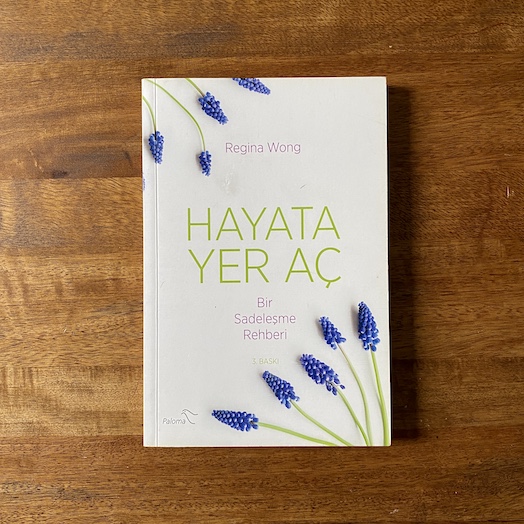 Regina Wong
HAYATA
YER AÇ
Bir
Sadeleşme
Rehberi
3. BASKI
Paloma